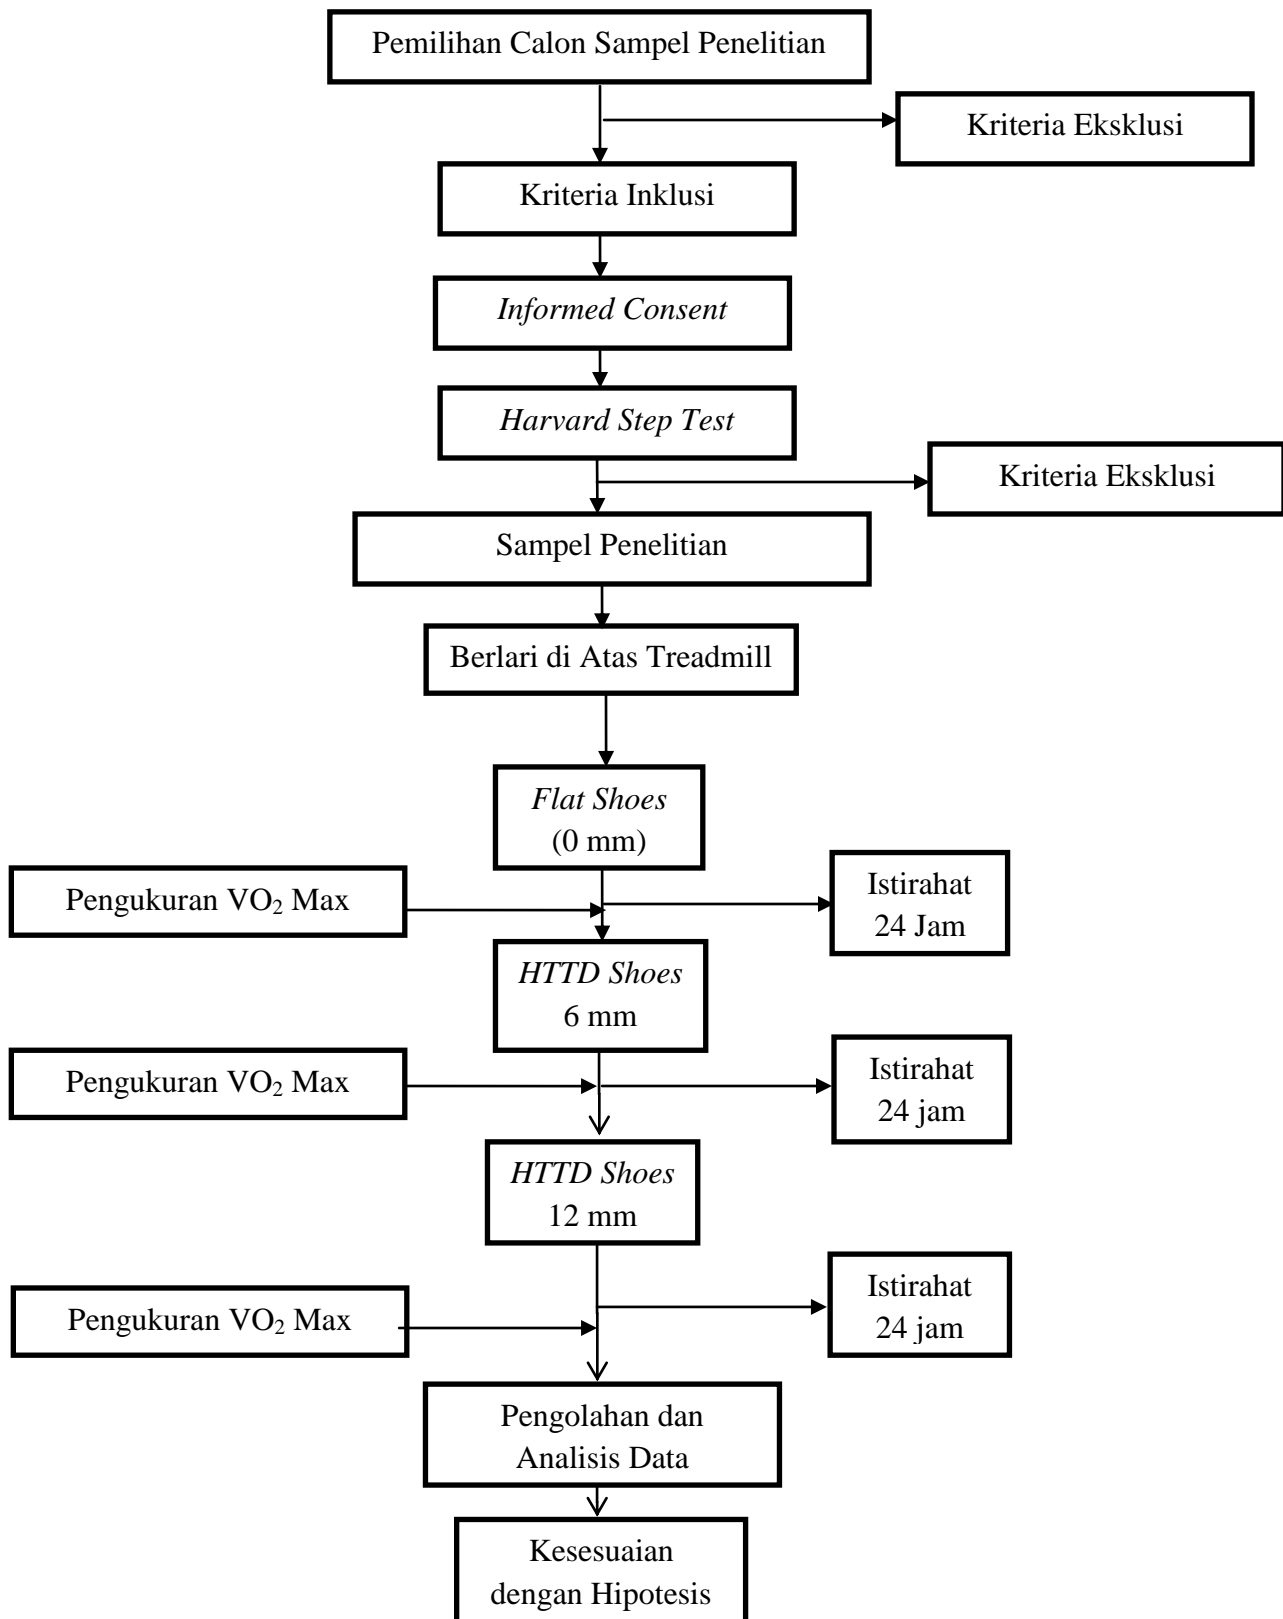 Pemilihan Calon Sampel Penelitian
Kriteria Eksklusi
Kriteria Inklusi
Informed Consent
Harvard Step Test
Kriteria Eksklusi
Sampel Penelitian
Berlari di Atas Treadmill
Flat Shoes
(0 mm)
Pengukuran VO₂ Max
Istirahat
24 Jam
HTTD Shoes
6 mm
Pengukuran VO₂ Max
Istirahat
24 jam
HTTD Shoes
12 mm
Pengukuran VO₂ Max
Istirahat
24 jam
Pengolahan dan
Analisis Data
Kesesuaian
dengan Hipotesis